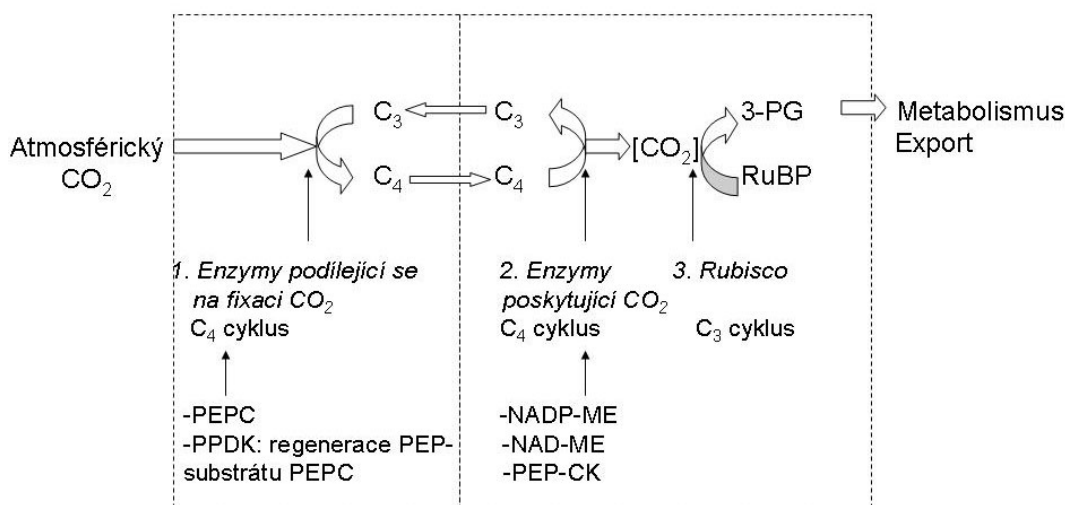 Atmosférický
CO₂
C₃
C₃
C₄
C₄
[CO₂]
3-PG
RuBP
Metabolismus
Export
1. Enzymy podílející se
na fixaci CO₂
C₄ cyklus
2. Enzymy
poskytující CO₂
C₄ cyklus
3. Rubisco
C₃ cyklus
-PEPC
-PPDK: regenerace PEP-
substrátu PEPC
-NADP-ME
-NAD-ME
-PEP-CK